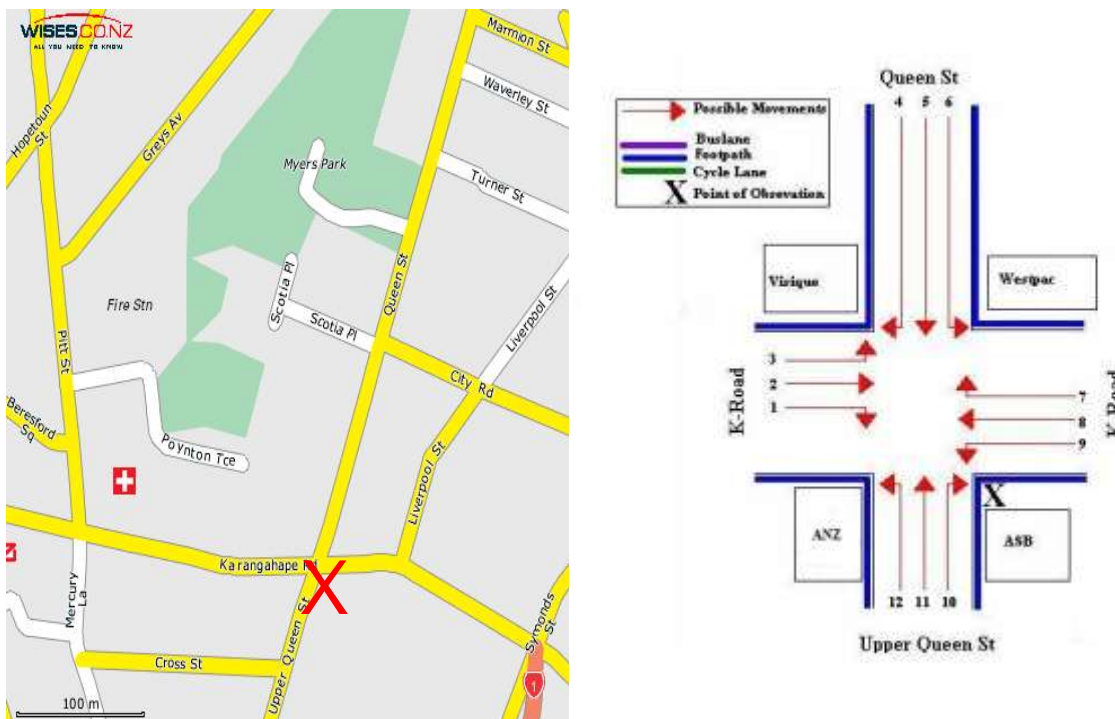 WISES.CO.NZ
ALL YOU NEED TO KNOW
Marmion St
Waverley St
Hopetoun
St
Greys Av
Myers Park
Turner St
Queen St
Scotia Pl
Liverpool St
Fire Stn
Scotia Pl
Pitt St
City Rd
Beresford
Sq
Poynton Tce
Liverpool St
Karangahape Rd
X
Mercury
La
Upper Queen St
Symonds
St
Cross St
1
100 m
Queen St
4 5 6
Possible Movements
Buslane
Footpath
Cycle Lane
X Point of Obsrvation
Virique
Westpac
3
2
1
K-Road
7
8
9
K-Road
X
ANZ
ASB
12 11 10
Upper Queen St